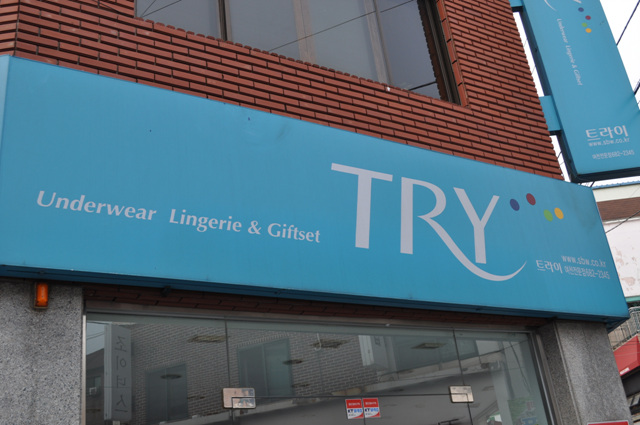 Underwear Lingerie & Giftset
TRY
www.sbw.co.kr
트라이
Underwear Lingerie & Giftset
트라이
www.sbw.co.kr